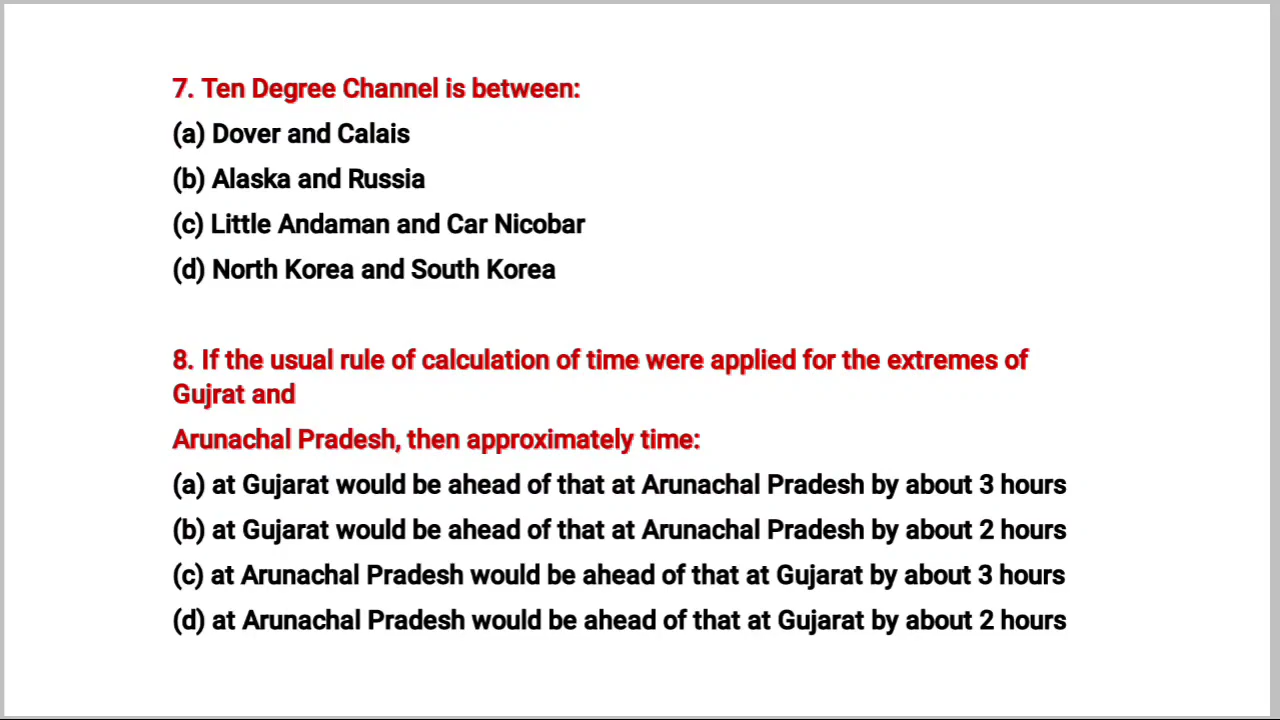 7. Ten Degree Channel is between:
(a) Dover and Calais
(b) Alaska and Russia
(c) Little Andaman and Car Nicobar
(d) North Korea and South Korea
8. If the usual rule of calculation of time were applied for the extremes of
Gujrat and
Arunachal Pradesh, then approximately time:
(a) at Gujarat would be ahead of that at Arunachal Pradesh by about 3 hours
(b) at Gujarat would be ahead of that at Arunachal Pradesh by about 2 hours
(c) at Arunachal Pradesh would be ahead of that at Gujarat by about 3 hours
(d) at Arunachal Pradesh would be ahead of that at Gujarat by about 2 hours